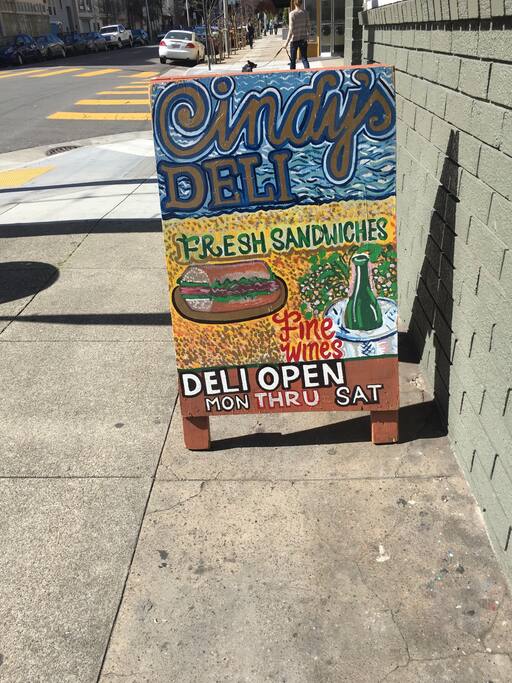 Cindy's
DELI
FRESH SANDWICHES
Fine
wines
DELI OPEN
MON THRU SAT